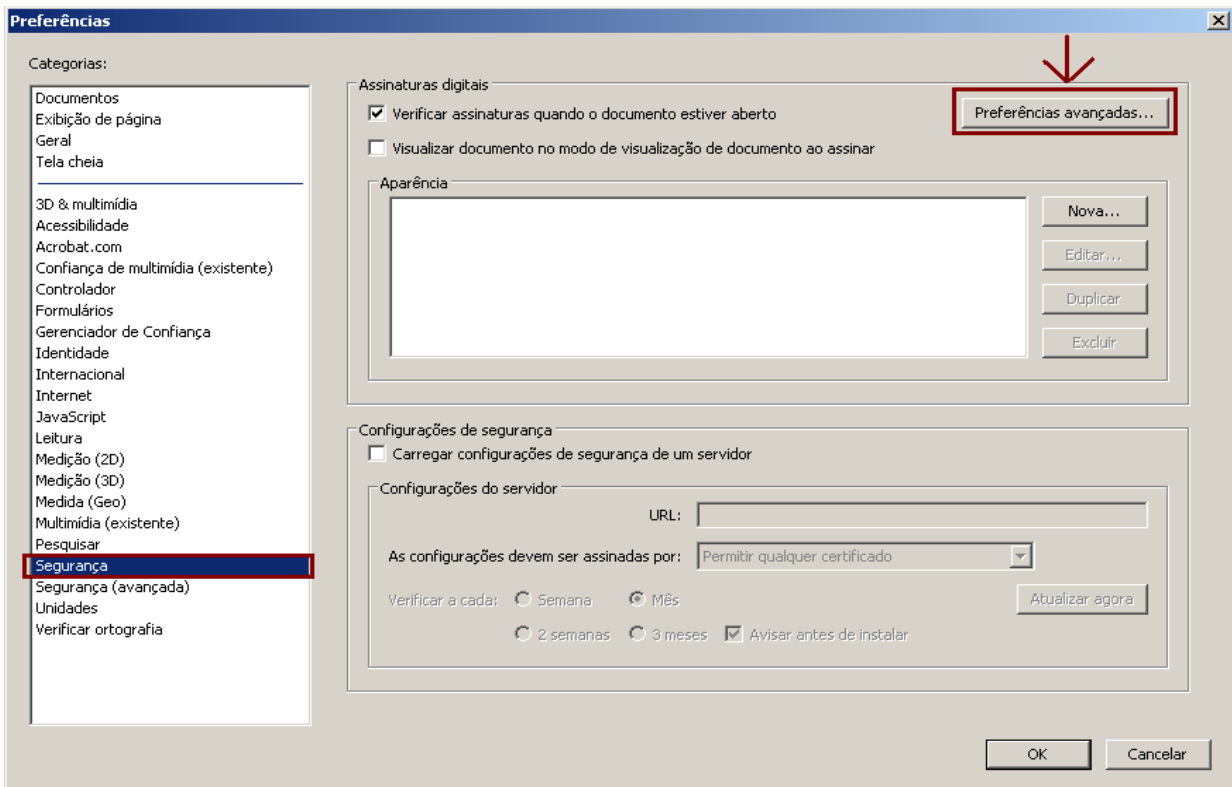 Preferências
Categorias:
Documentos
Exibição de página
Geral
Tela cheia
3D & multimídia
Acessibilidade
Acrobat.com
Confiança de multimídia (existente)
Controlador
Formulários
Gerenciador de Confiança
Identidade
Internacional
Internet
JavaScript
Leitura
Medição (2D)
Medição (3D)
Medida (Geo)
Multimídia (existente)
Pesquisar
Segurança
Segurança (avançada)
Unidades
Verificar ortografia
Assinaturas digitais
Verificar assinaturas quando o documento estiver aberto
Preferências avançadas...
Visualizar documento no modo de visualização de documento ao assinar
Aparência
Nova...
Editar...
Duplicar
Excluir
Configurações de segurança
Carregar configurações de segurança de um servidor
Configurações do servidor
URL:
As configurações devem ser assinadas por: Permitir qualquer certificado
Verificar a cada: Semana Mês Atualizar agora
2 semanas 3 meses Avisar antes de instalar
OK Cancelar